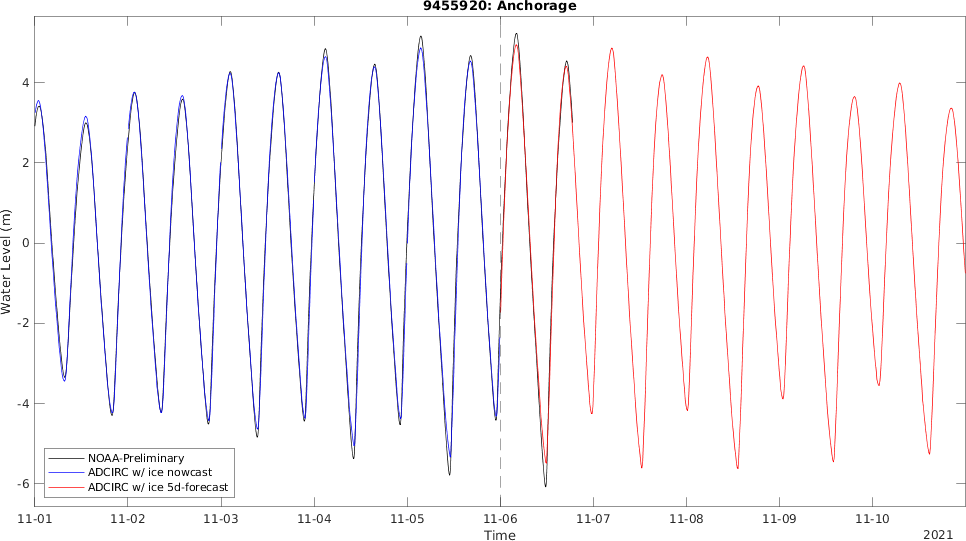 9455920: Anchorage
Water Level (m)
4
2
0
-2
-4
-6
NOAA-Preliminary
ADCIRC w/ ice nowcast
ADCIRC w/ ice 5d-forecast
11-01 11-02 11-03 11-04 11-05 11-06 11-07 11-08 11-09 11-10
Time
2021